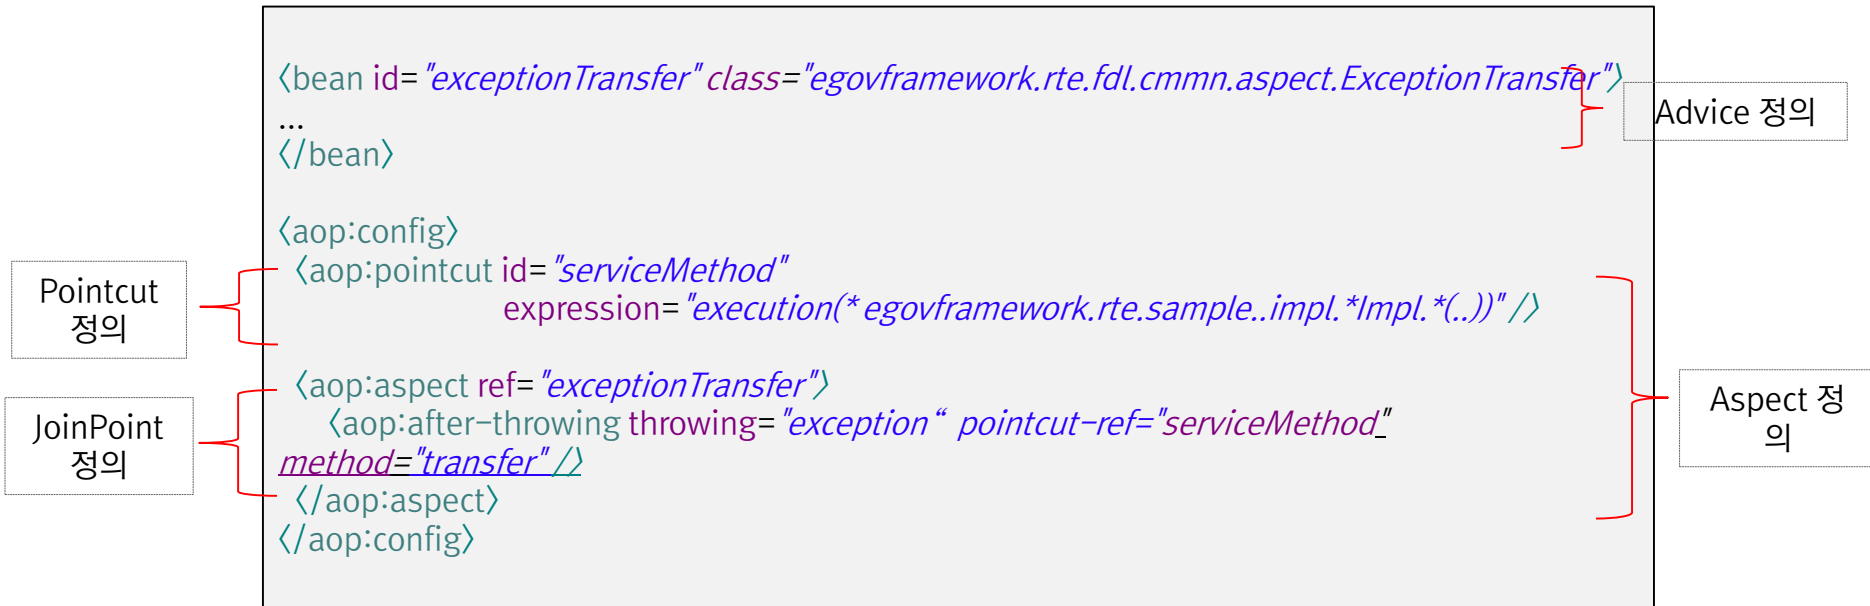 <bean id="exceptionTransfer" class="egovframework.rte.fdl.cmmn.aspect.ExceptionTransfer">
...
</bean>
Advice 정의
<aop:config>
<aop:pointcut id="serviceMethod"
expression="execution(* egovframework.rte.sample..impl.*Impl.*(..))" />
Pointcut
정의
<aop:aspect ref="exceptionTransfer">
<aop:after-throwing throwing="exception“ pointcut-ref="serviceMethod"
method="transfer" />
</aop:aspect>
</aop:config>
JoinPoint
정의
Aspect 정
의